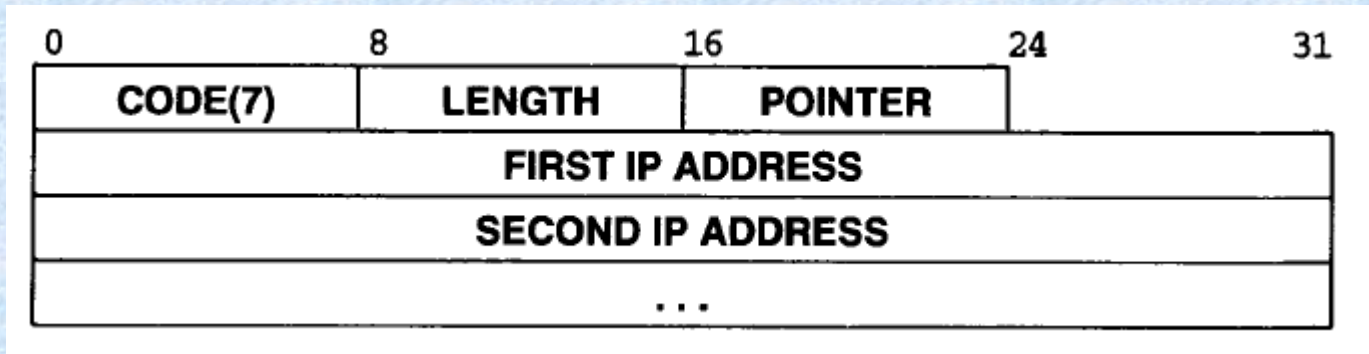 0 8 16 24 31
CODE(7) LENGTH POINTER
FIRST IP ADDRESS
SECOND IP ADDRESS
...